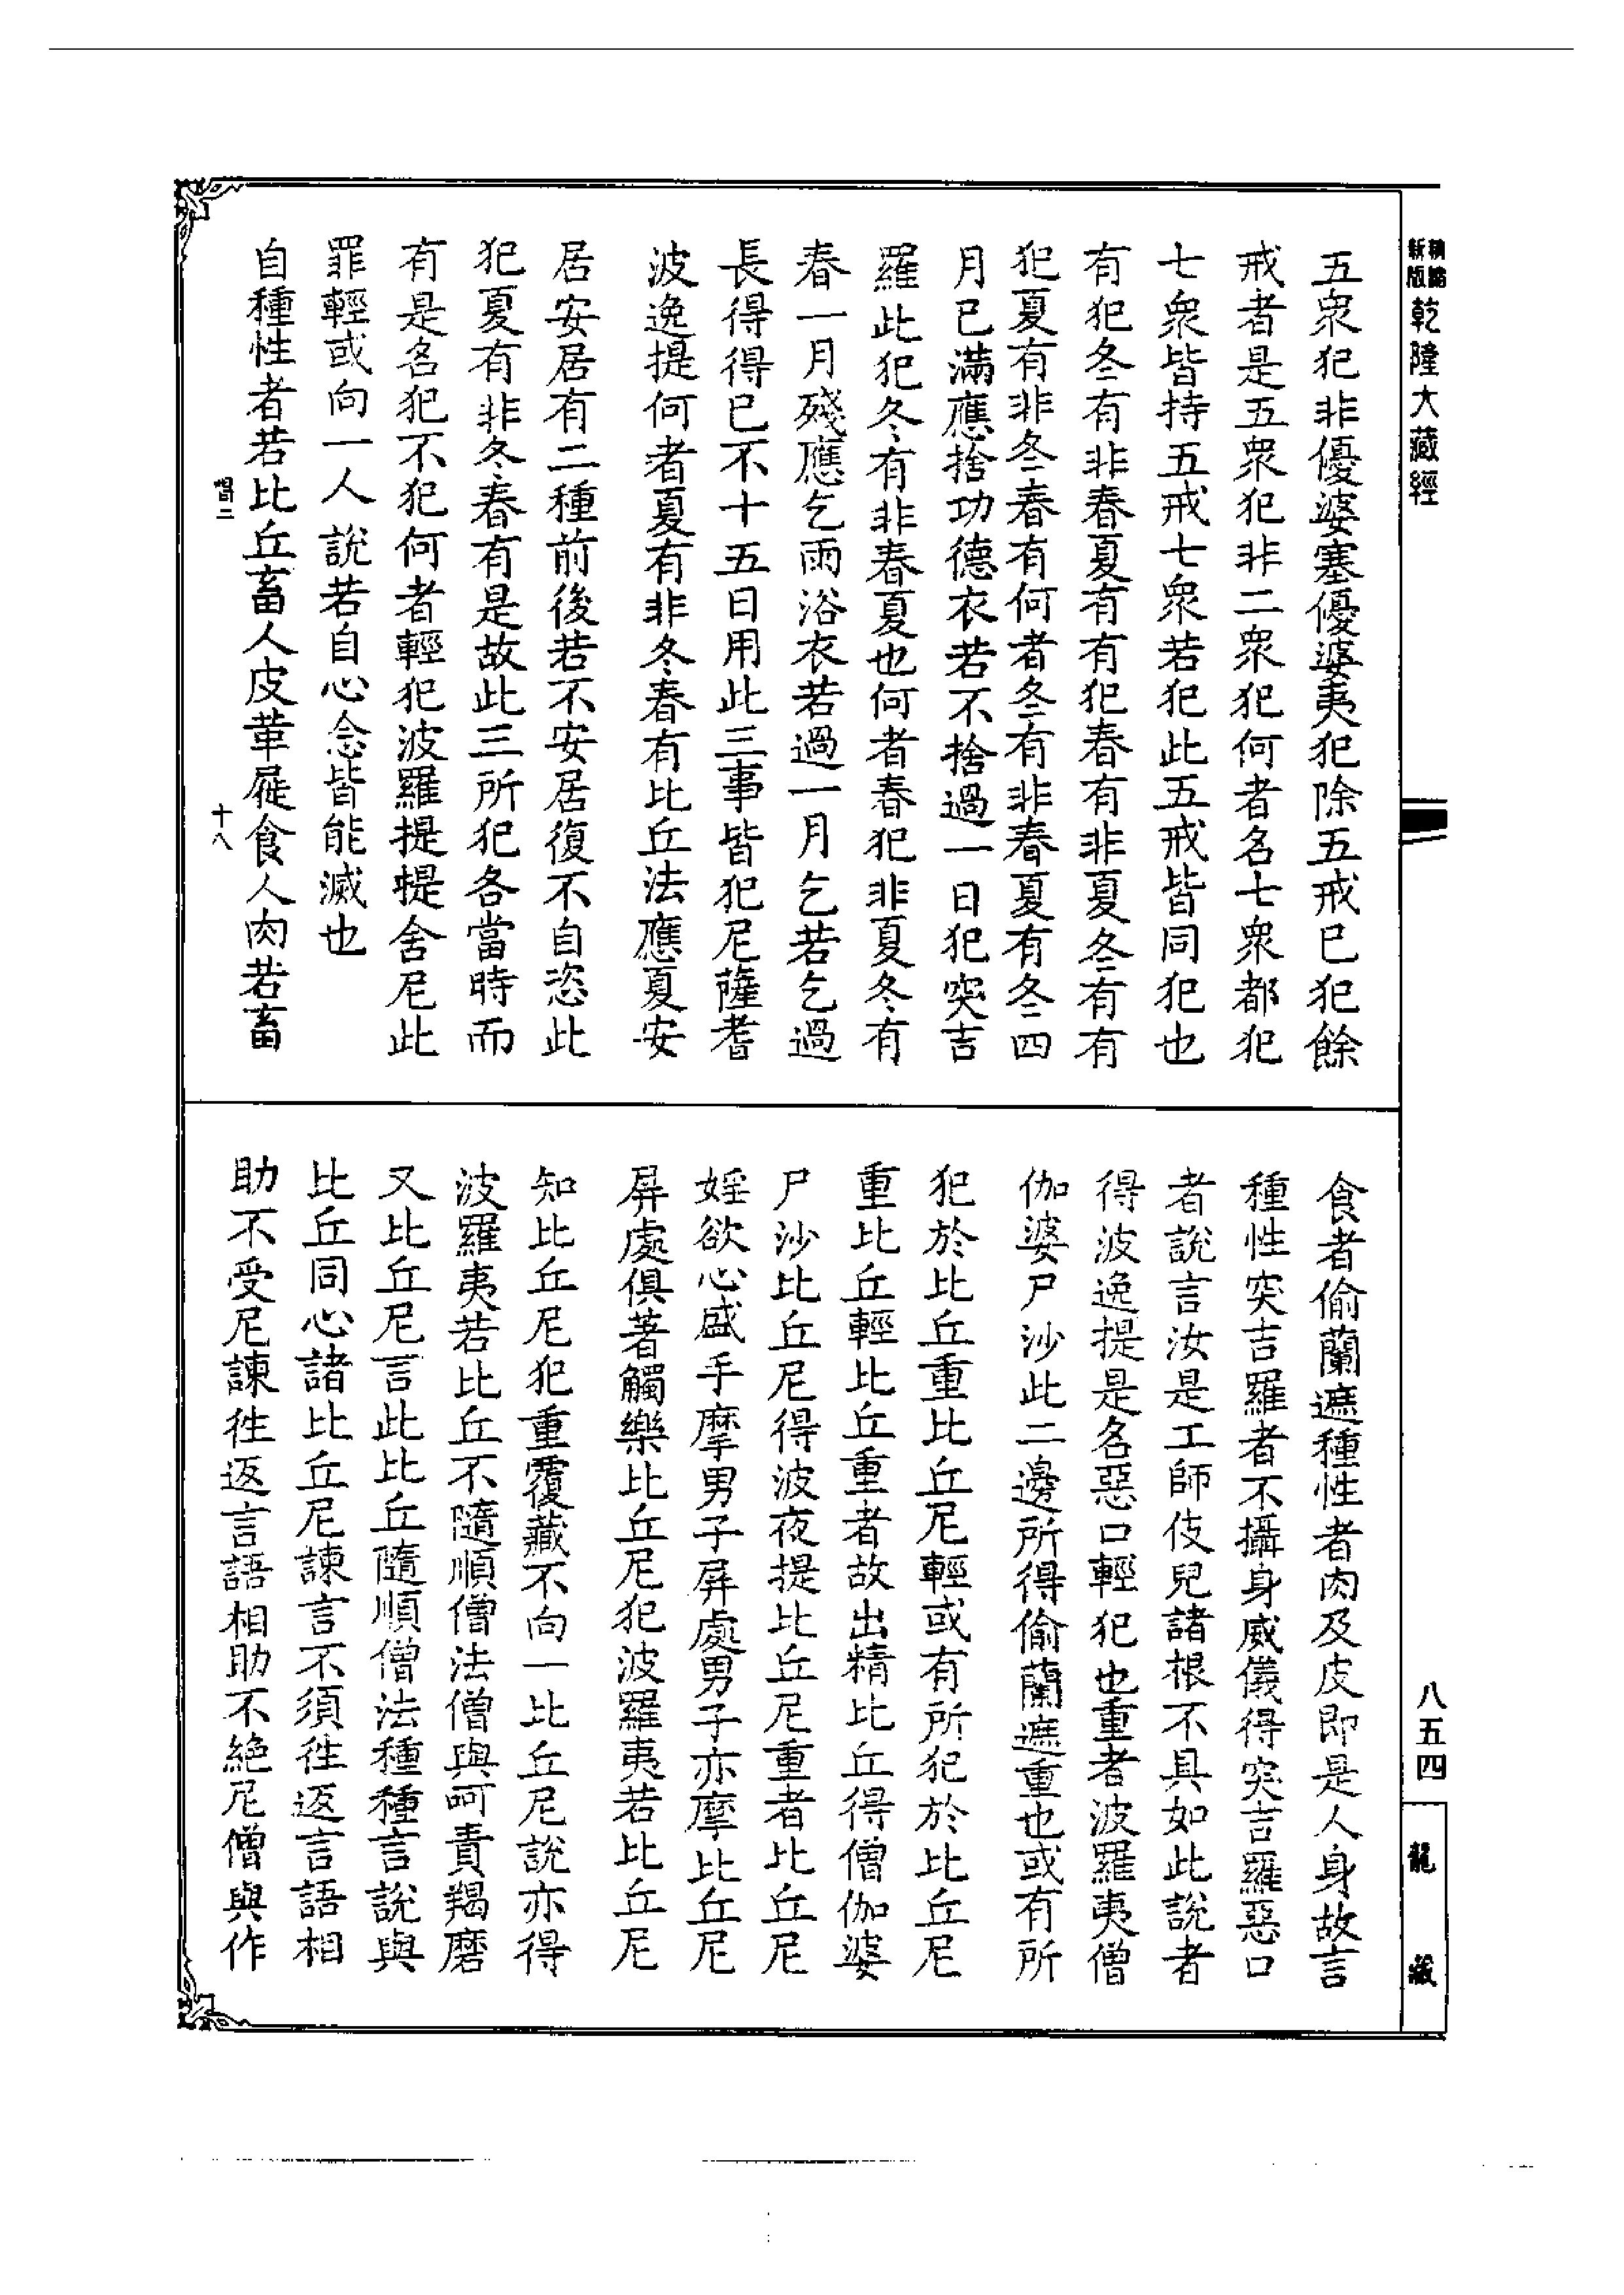 新編縮版 乾隆大藏經
五衆犯非優婆塞優婆夷犯除五戒已犯餘
戒者是五衆犯非二衆犯何者名七衆都犯
七衆皆持五戒七衆若犯此五戒皆同犯也
有犯冬有非春夏有有犯春有非夏冬有有
犯夏有非冬春有何者冬有非春夏有冬四
月已滿應捨功德衣若不捨過一日犯突吉
羅此犯冬有非春夏也何者春犯非夏冬有
春一月殘應乞雨浴衣若過一月乞若乞過
長得得已不十五日用此三事皆犯尼薩耆
波逸提何者夏有非冬春有比丘法應夏安
居安居有二種前後若不安居復不自恣此
犯夏有非冬春有是故此三所犯各當時而
有是名犯不犯何者輕犯波羅提提舍尼此
罪輕或向一人說若自心念皆能滅也
自種性者若比丘畜人皮革屣食人肉若畜
唱二
十八
食者偷蘭遮種性者肉及皮即是人身故言
種性突吉羅者不攝身威儀得突吉羅惡口
者說言汝是工師伎兒諸根不具如此說者
得波逸提是名惡口輕犯也重者波羅夷僧
伽婆尸沙此二邊所得偷蘭遮重也或有所
犯於比丘重比丘尼輕或有所犯於比丘尼
重比丘輕比丘重者故出精比丘得僧伽婆
尸沙比丘尼得波夜提比丘尼重者比丘尼
婬欲心盛手摩男子屏處男子亦摩比丘尼
屏處俱著觸樂比丘尼犯波羅夷若比丘尼
知比丘尼犯重覆藏不向一比丘尼說亦得
波羅夷若比丘不隨順僧法僧與呵責羯磨
又比丘尼言此比丘隨順僧法種種言說與
比丘同心諸比丘尼諫言不須往返言語相
助不受尼諫往返言語相助不絕尼僧與作
八五四
龍藏